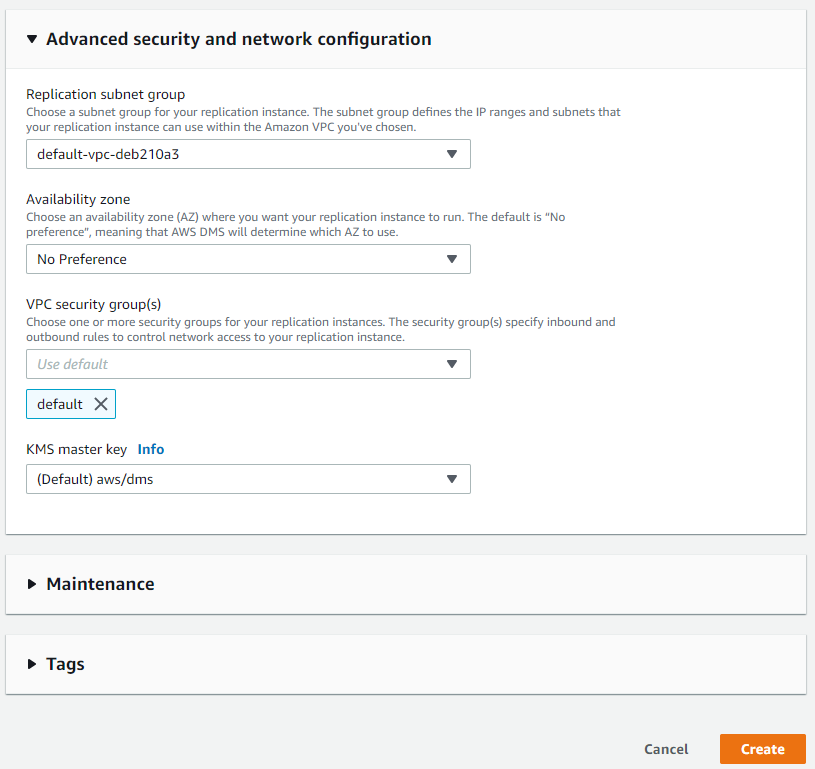 Advanced security and network configuration
Replication subnet group
Choose a subnet group for your replication instance. The subnet group defines the IP ranges and subnets that
your replication instance can use within the Amazon VPC you've chosen.
default-vpc-deb210a3
Availability zone
Choose an availability zone (AZ) where you want your replication instance to run. The default is “No
preference”, meaning that AWS DMS will determine which AZ to use.
No Preference
VPC security group(s)
Choose one or more security groups for your replication instances. The security group(s) specify inbound and
outbound rules to control network access to your replication instance.
Use default
default
KMS master key Info
(Default) aws/dms
Maintenance
Tags
Cancel Create